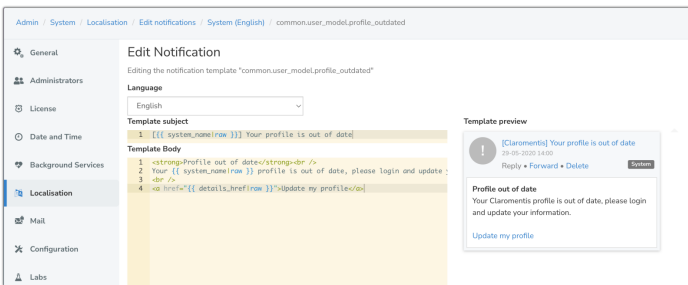 Admin / System / Localisation / Edit notifications / System (English) / common.user_model.profile_outdated
General
Administrators
License
Date and Time
Background Services
Localisation
Mail
Configuration
Labs
Edit Notification
Editing the notification template "common.user_model.profile_outdated"
Language
English
Template subject
1 [{{ system_name|raw }}] Your profile is out of date
Template Body
1 <strong>Profile out of date</strong><br />
2 Your {{ system_name|raw }} profile is out of date, please login and update
3 <br />
4 <a href="{{ details_href|raw }}">Update my profile</a>
Template preview
[Claromentis] Your profile is out of date
29-05-2020 14:00
Reply • Forward • Delete
System
Profile out of date
Your Claromentis profile is out of date, please login
and update your information.
Update my profile